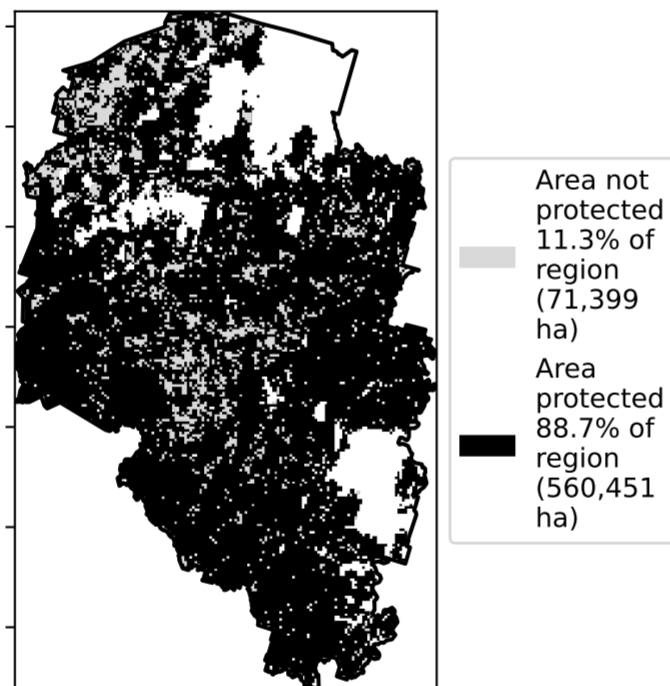 Area not
protected
11.3% of
region
(71,399
ha)
Area
protected
88.7% of
region
(560,451
ha)